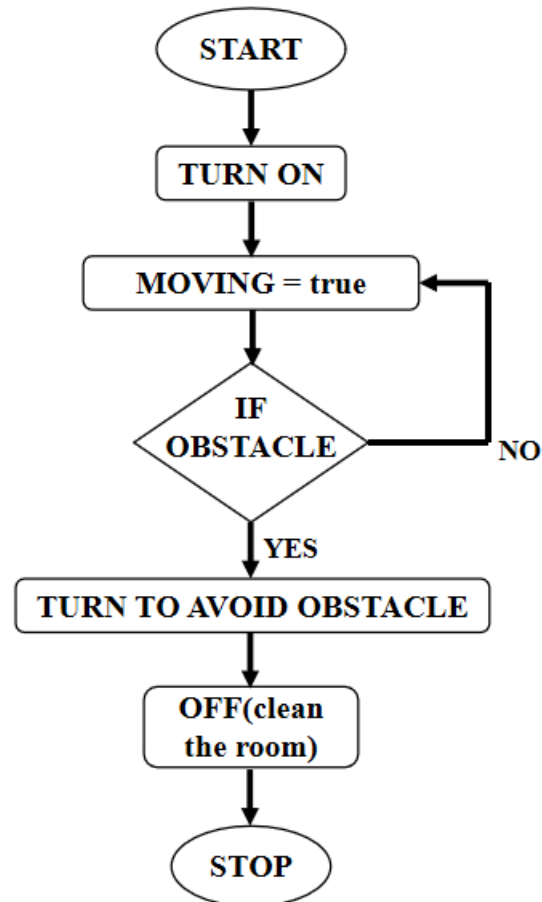 START
TURN ON
MOVING = true
IF
OBSTACLE
NO
YES
TURN TO AVOID OBSTACLE
OFF(clean
the room)
STOP